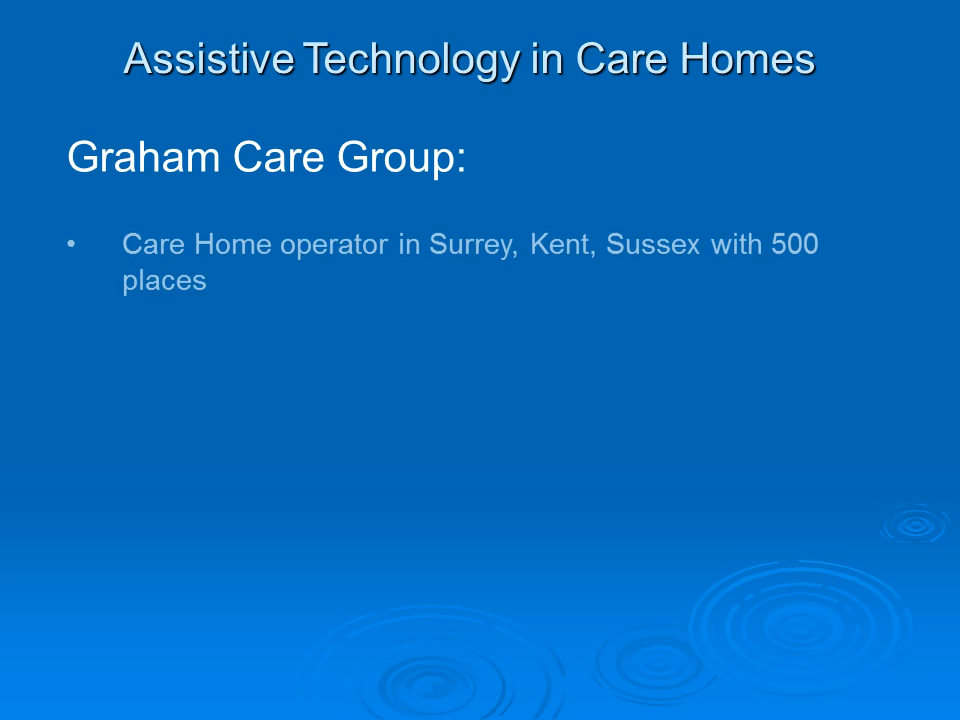 Assistive Technology in Care Homes
Graham Care Group:
• Care Home operator in Surrey, Kent, Sussex with 500
places